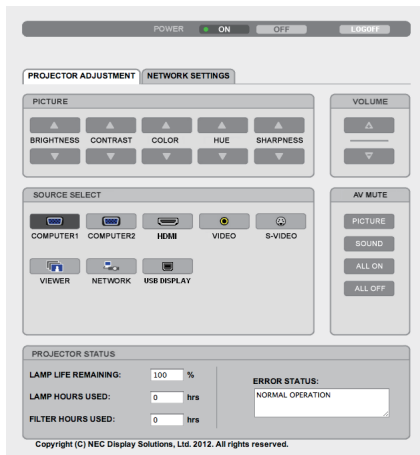 POWER ON OFF LOGOFF
PROJECTOR ADJUSTMENT NETWORK SETTINGS
PICTURE
BRIGHTNESS CONTRAST COLOR HUE SHARPNESS
VOLUME
SOURCE SELECT
COMPUTER1 COMPUTER2 HDMI VIDEO S-VIDEO
VIEWER NETWORK USB DISPLAY
AV MUTE
PICTURE
SOUND
ALL ON
ALL OFF
PROJECTOR STATUS
LAMP LIFE REMAINING: 100 %
LAMP HOURS USED: 0 hrs
FILTER HOURS USED: 0 hrs
ERROR STATUS:
NORMAL OPERATION
Copyright (C) NEC Display Solutions, Ltd. 2012. All rights reserved.